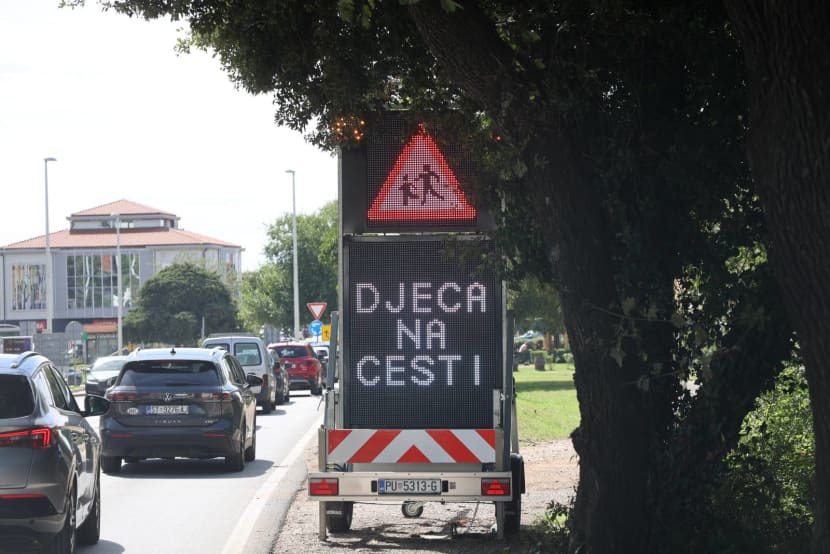 DJECA
NA
CESTI
PU 5313-G